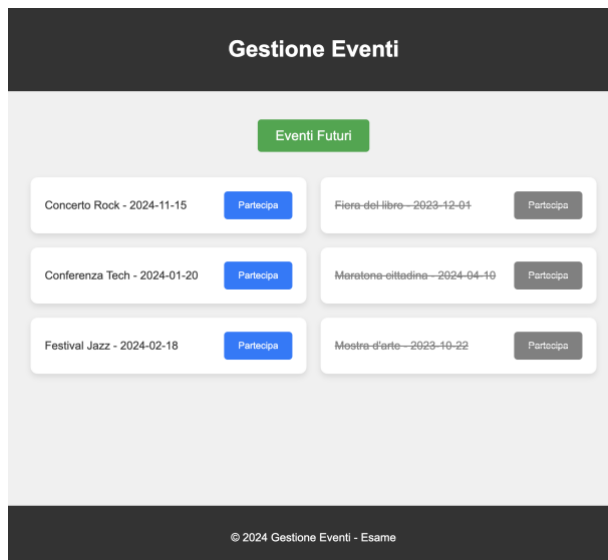 Gestione Eventi
Eventi Futuri
Concerto Rock - 2024-11-15
Partecipa
Fiera del libro - 2023-12-01
Partecipa
Conferenza Tech - 2024-01-20
Partecipa
Maratona cittadina - 2024-04-10
Partecipa
Festival Jazz - 2024-02-18
Partecipa
Mostra d'arte - 2023-10-22
Partecipa
© 2024 Gestione Eventi - Esame